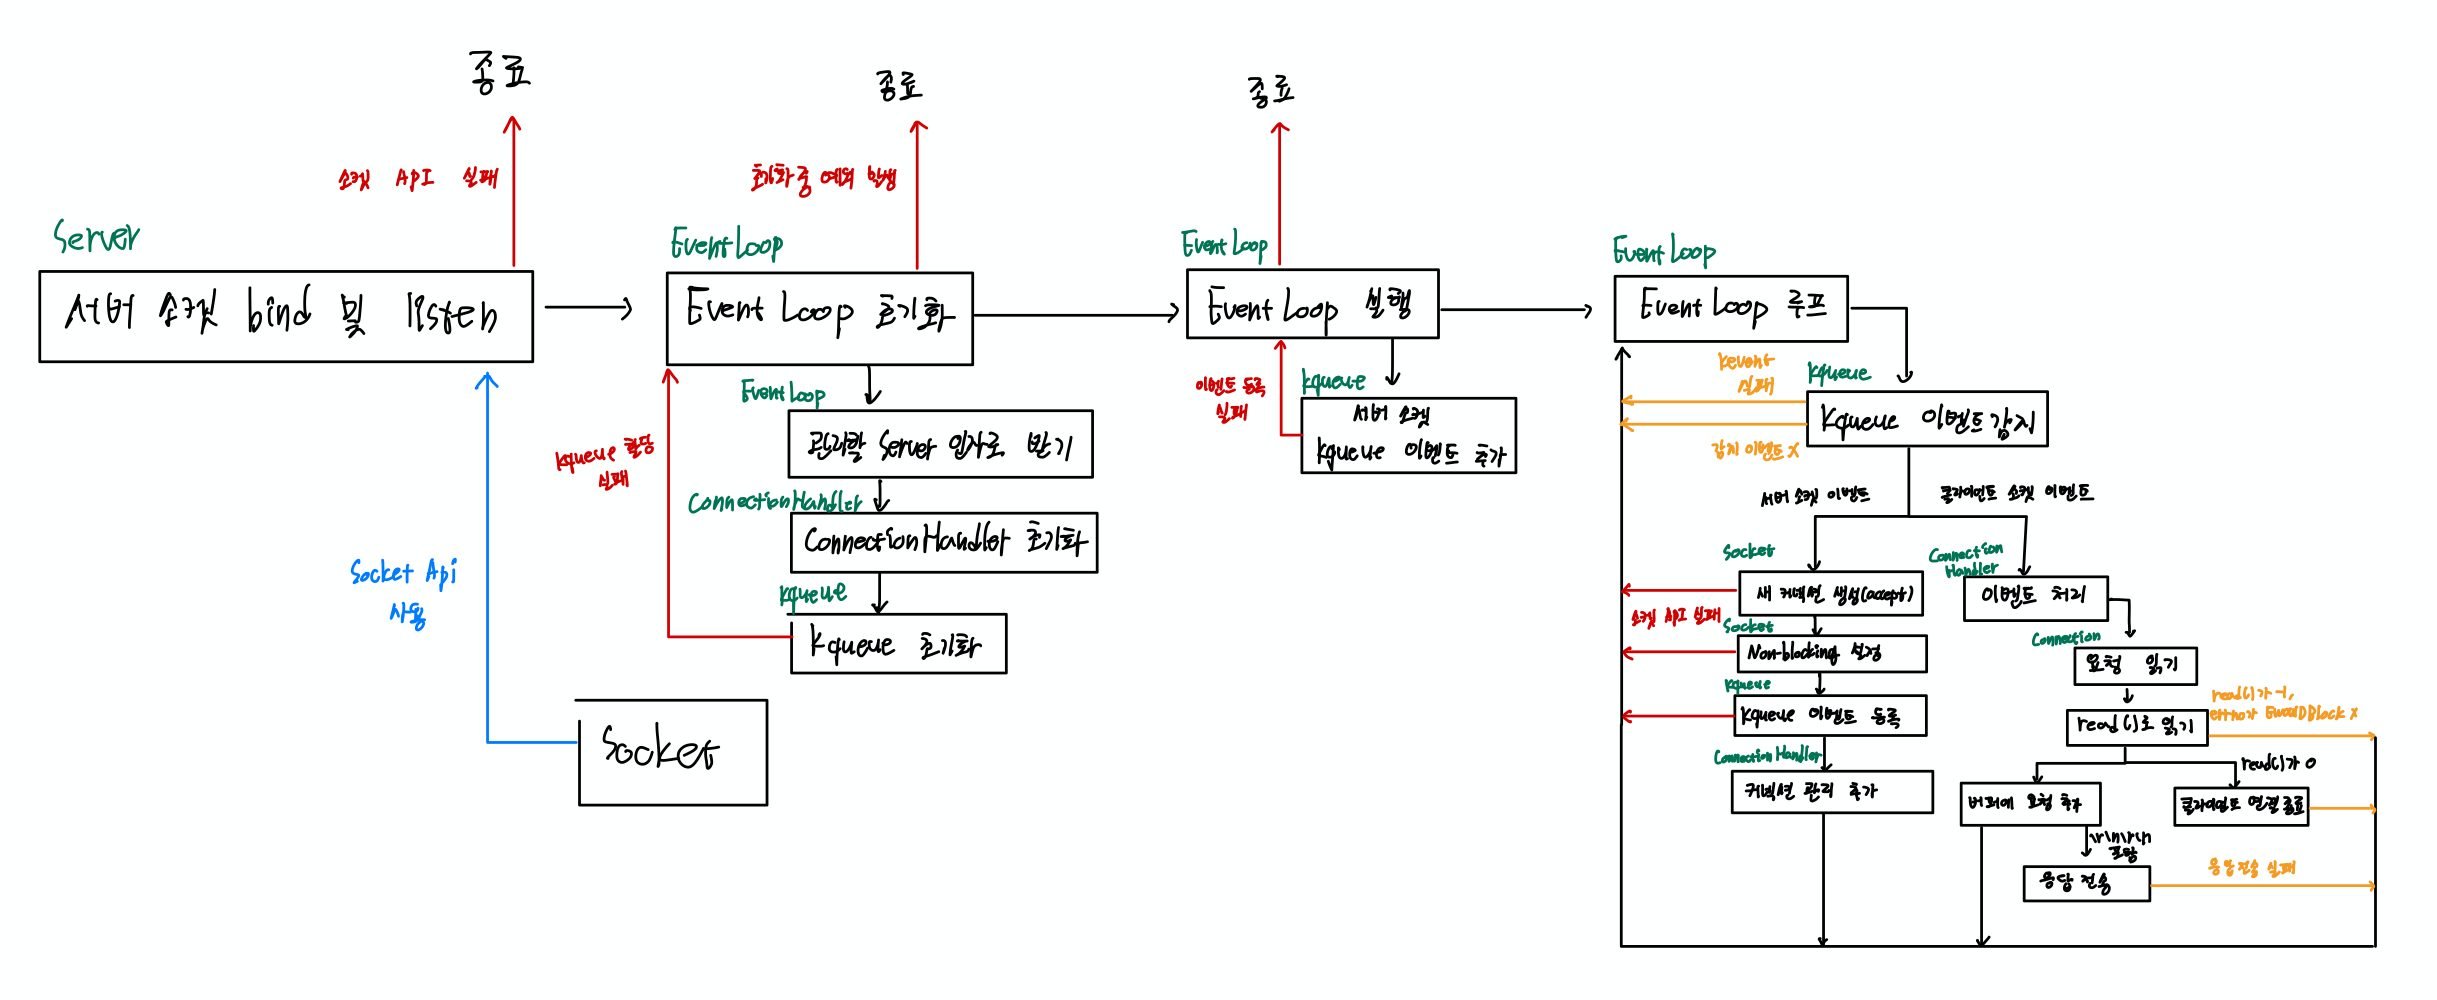 종료
소켓 API 실패
Server
서버 소켓 bind 및 listen
Socket Api
사용
Socket
종료
초기화 중 예외 발생
EventLoop
Event Loop 초기화
EventLoop
관리할 Server 인자로 받기
ConnectionHandler
ConnectionHandler 초기화
Kqueue
Kqueue 초기화
Kqueue 할당
실패
종료
Event Loop
Event Loop 실행
이벤트 등록
실패
Kqueue
서버 소켓
Kqueue 이벤트 추가
Event Loop
Event Loop 루프
Kevent
실패
Kqueue
Kqueue 이벤트 감지
감지 이벤트 X
서버 소켓 이벤트
클라이언트 소켓 이벤트
Socket
새 커넥션 생성(accept)
소켓 API 실패
Socket
Non-blocking 설정
Kqueue
Kqueue 이벤트 등록
Connection Handler
커넥션 관리 추가
Connection
Handler
이벤트 처리
Connection
요청 읽기
read()로 읽기
read()가 -1,
errno가 EwoulDBlock x
read()가 0
버퍼에 요청 추가
클라이언트 연결 종료
\r\n\r\n
포함
응답 전송
응답 전송 실패